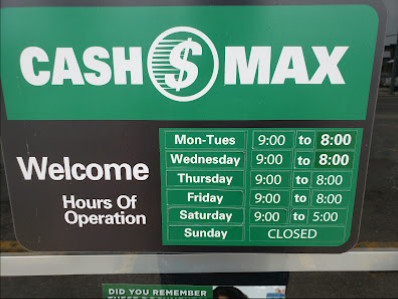 CASH $ MAX
Welcome
Hours Of
Operation
Mon-Tues 9:00 to 8:00
Wednesday 9:00 to 8:00
Thursday 9:00 to 8:00
Friday 9:00 to 8:00
Saturday 9:00 to 5:00
Sunday CLOSED
DID YOU REMEMBER